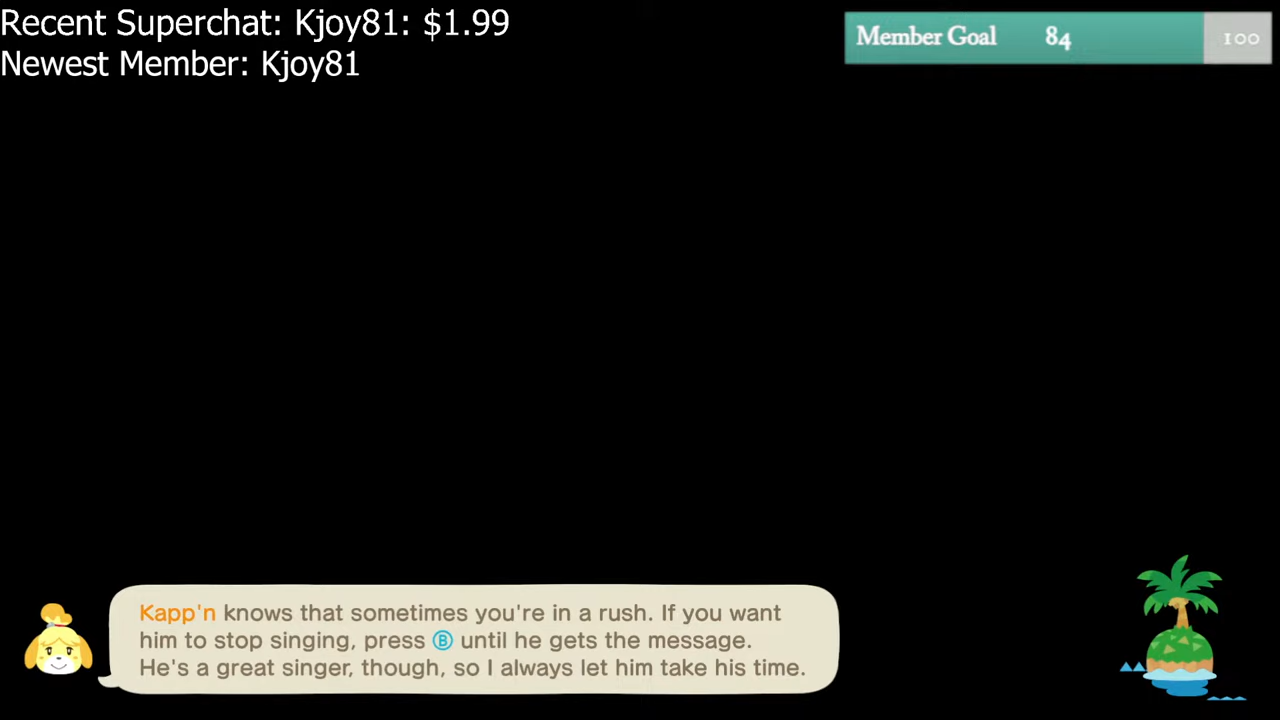 Recent Superchat: Kjoy81: $1.99
Newest Member: Kjoy81
Member Goal 84 100
Kapp'n knows that sometimes you're in a rush. If you want
him to stop singing, press B until he gets the message.
He's a great singer, though, so I always let him take his time.